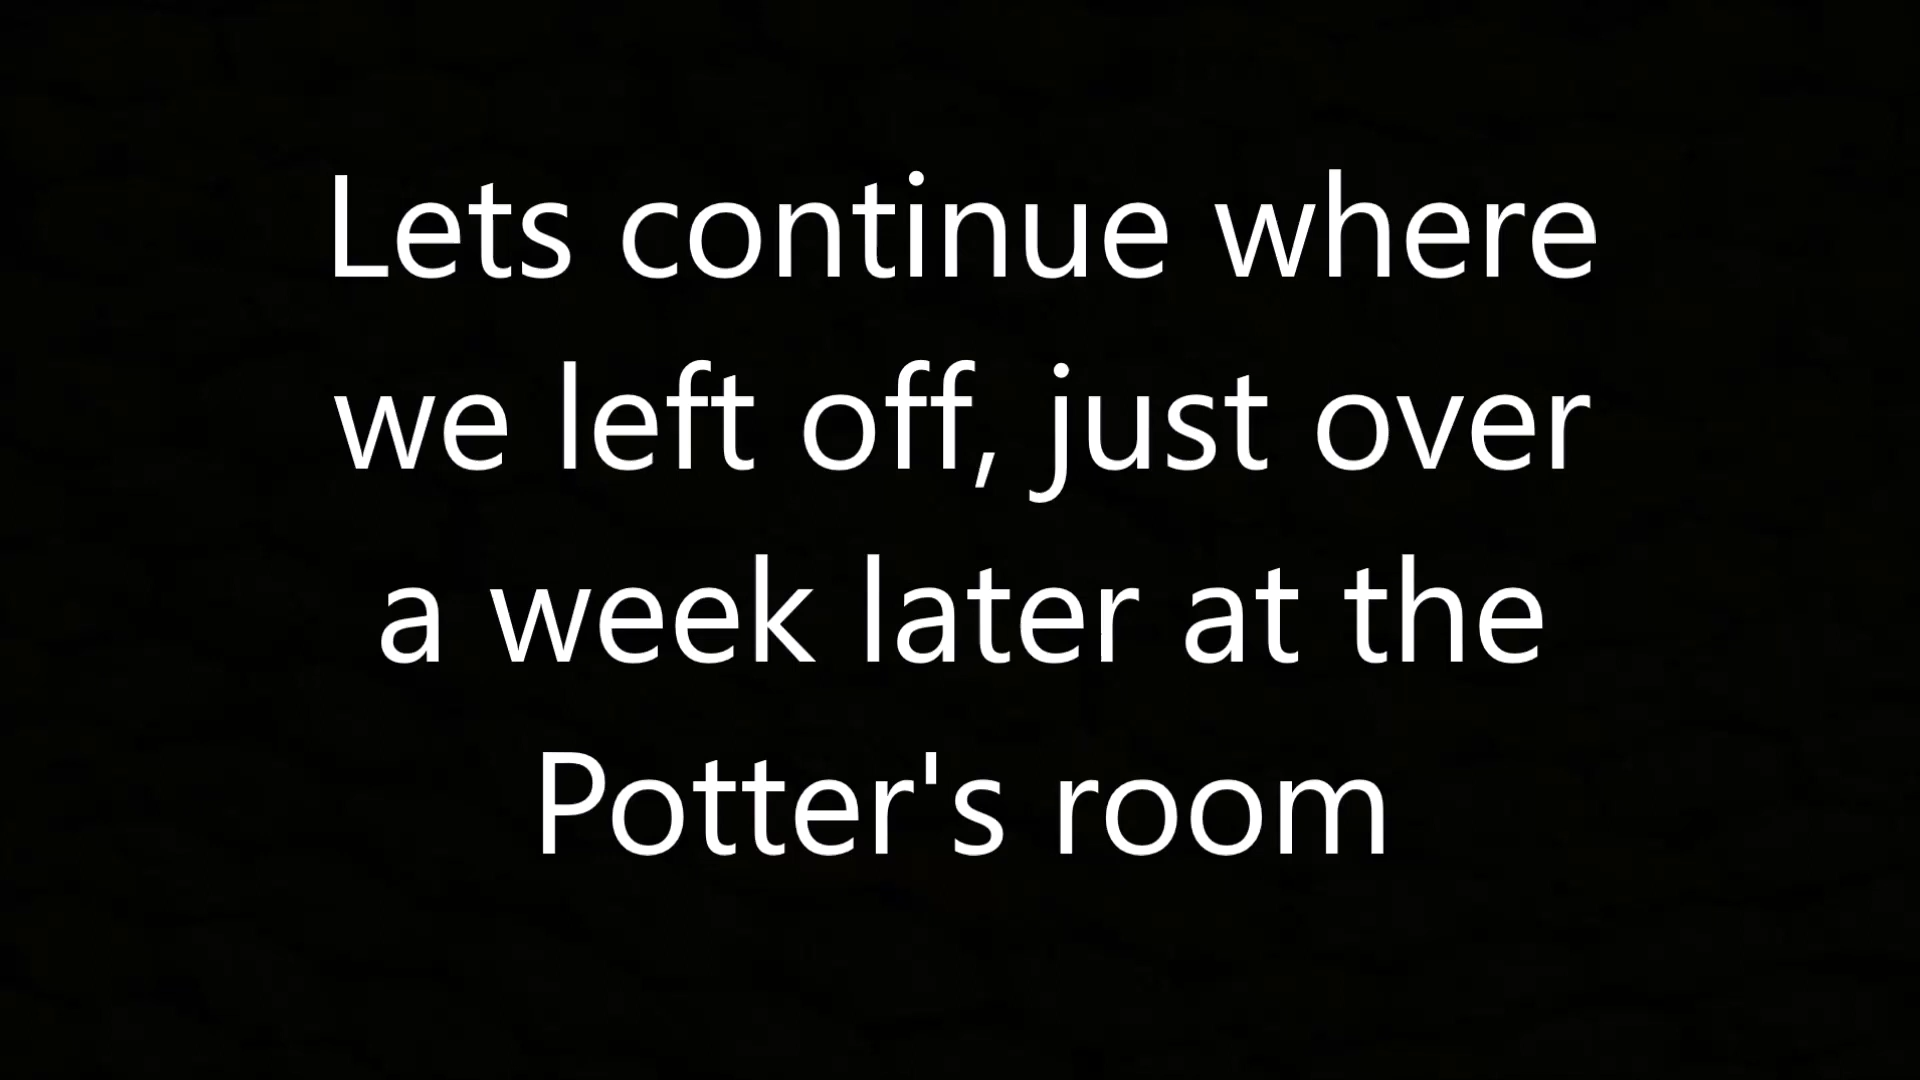 Lets continue where
we left off, just over
a week later at the
Potter's room